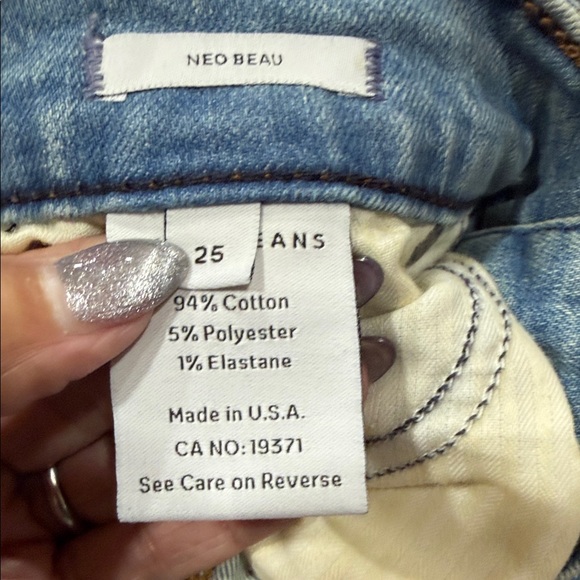 NEO BEAU
25
EANS
94% Cotton
5% Polyester
1% Elastane
Made in U.S.A.
CA NO:19371
See Care on Reverse